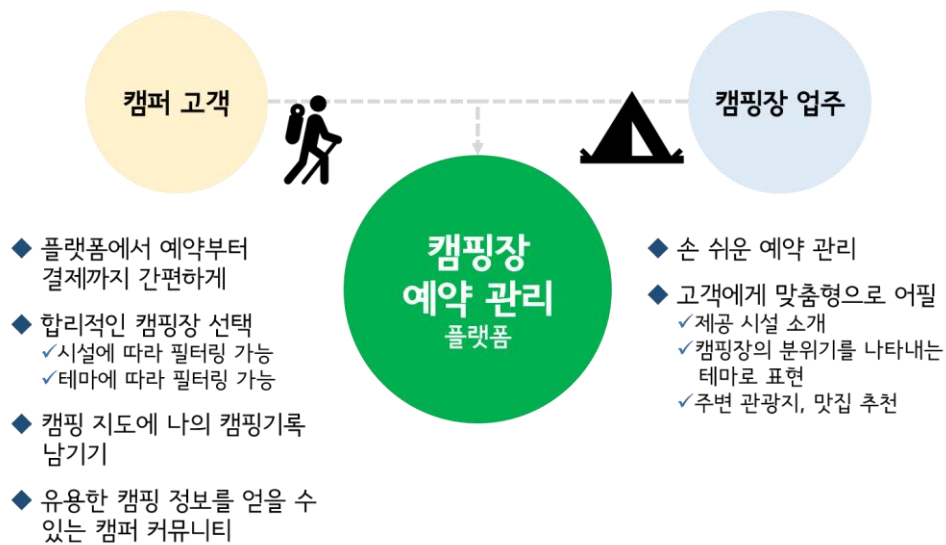 캠퍼 고객
캠핑장 업주
캠핑장
예약 관리
플랫폼
◆ 플랫폼에서 예약부터
결제까지 간편하게
◆ 합리적인 캠핑장 선택
✓시설에 따라 필터링 가능
✓테마에 따라 필터링 가능
◆ 캠핑 지도에 나의 캠핑기록
남기기
◆ 유용한 캠핑 정보를 얻을 수
있는 캠퍼 커뮤니티
◆ 손 쉬운 예약 관리
◆ 고객에게 맞춤형으로 어필
✓제공 시설 소개
✓캠핑장의 분위기를 나타내는
테마로 표현
✓주변 관광지, 맛집 추천